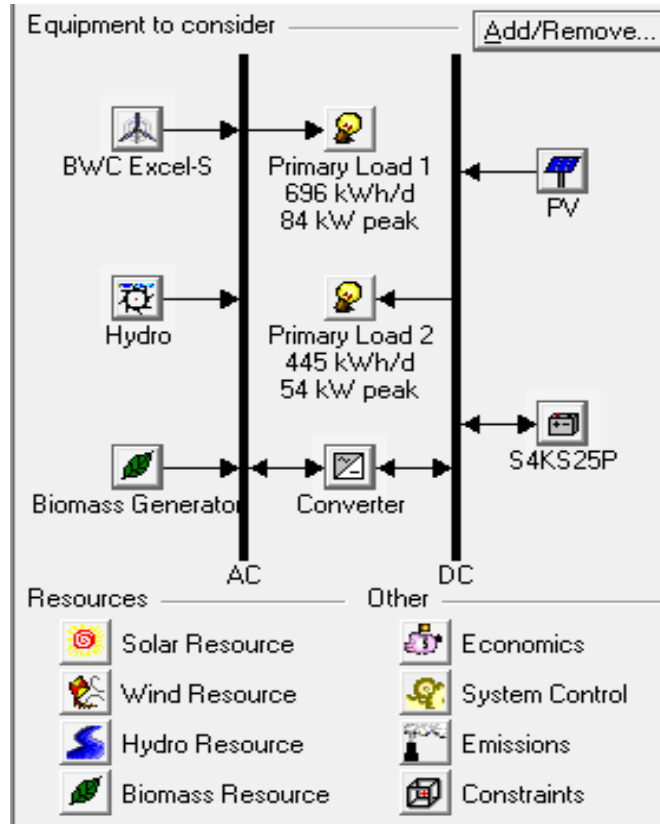 Equipment to consider
Add/Remove...
BWC Excel-S
Primary Load 1
696 kWh/d
84 kW peak
PV
Hydro
Primary Load 2
445 kWh/d
54 kW peak
S4KS25P
Biomass Generator
Converter
AC
DC
Resources
Other
Solar Resource
Economics
Wind Resource
System Control
Hydro Resource
Emissions
Biomass Resource
Constraints